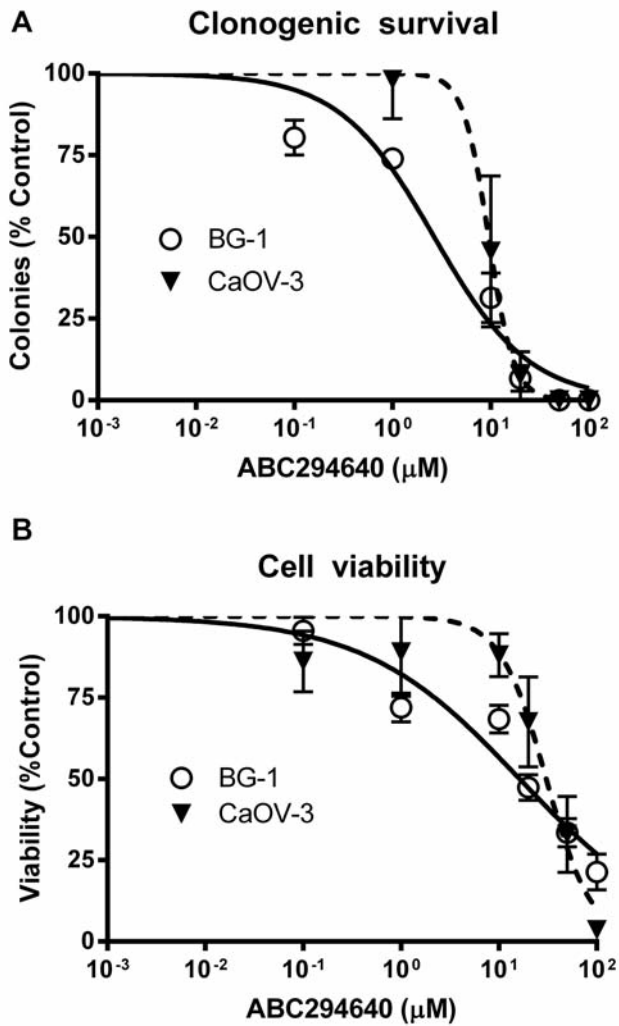 A
Clonogenic survival
Colonies (% Control)
100
75
50
25
0
BG-1
CaOV-3
10⁻³ 10⁻² 10⁻¹ 10⁰ 10¹ 10²
ABC294640 (μM)
B
Cell viability
Viability (%Control)
100
75
50
25
0
BG-1
CaOV-3
10⁻³ 10⁻² 10⁻¹ 10⁰ 10¹ 10²
ABC294640 (μM)